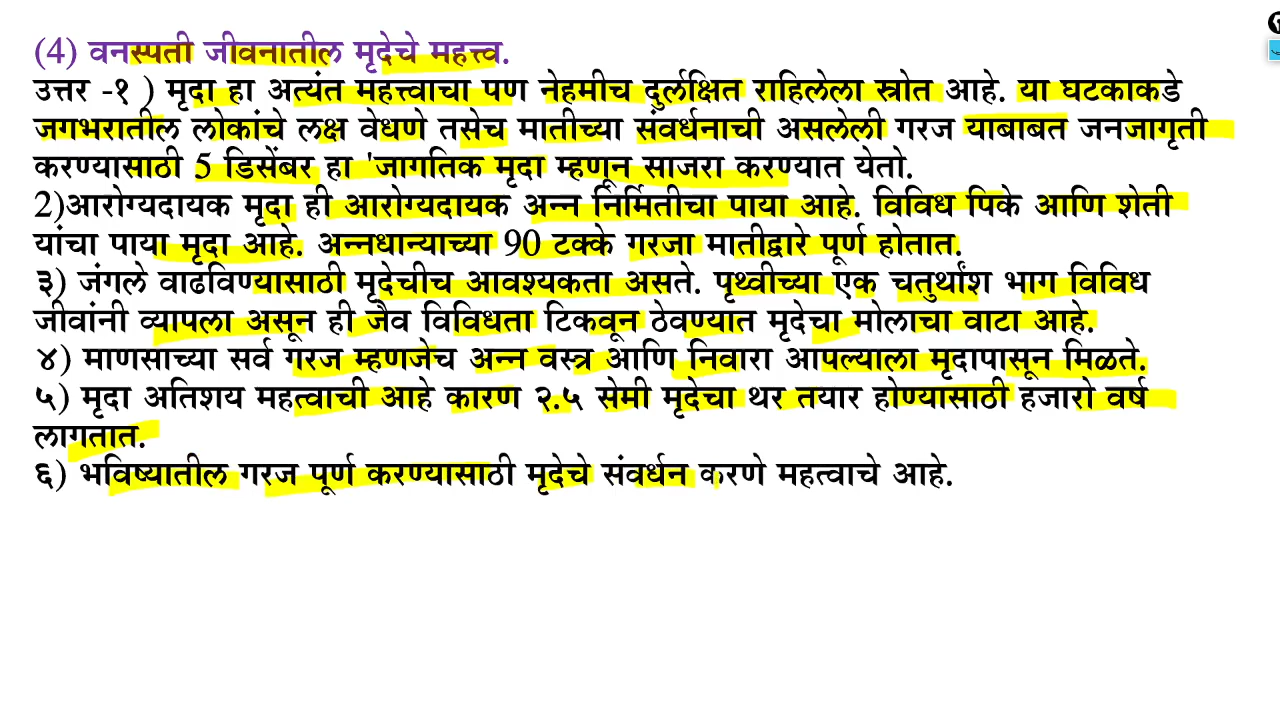 (4) वनस्पती जीवनातील मृदेचे महत्त्व.
उत्तर -१ ) मृदा हा अत्यंत महत्त्वाचा पण नेहमीच दुर्लक्षित राहिलेला स्रोत आहे. या घटकाकडे
जगभरातील लोकांचे लक्ष वेधणे तसेच मातीच्या संवर्धनाची असलेली गरज याबाबत जनजागृती
करण्यासाठी 5 डिसेंबर हा 'जागतिक मृदा म्हणून साजरा करण्यात येतो.
2)आरोग्यदायक मृदा ही आरोग्यदायक अन्न निर्मितीचा पाया आहे. विविध पिके आणि शेती
यांचा पाया मृदा आहे. अन्नधान्याच्या 90 टक्के गरजा मातीद्वारे पूर्ण होतात.
३) जंगले वाढविण्यासाठी मृदेचीच आवश्यकता असते. पृथ्वीच्या एक चतुर्थांश भाग विविध
जीवांनी व्यापला असून ही जैव विविधता टिकवून ठेवण्यात मृदेचा मोलाचा वाटा आहे.
४) माणसाच्या सर्व गरज म्हणजेच अन्न वस्त्र आणि निवारा आपल्याला मृदापासून मिळते.
५) मृदा अतिशय महत्वाची आहे कारण २.५ सेमी मृदेचा थर तयार होण्यासाठी हजारो वर्ष
लागतात.
६) भविष्यातील गरज पूर्ण करण्यासाठी मृदेचे संवर्धन करणे महत्वाचे आहे.